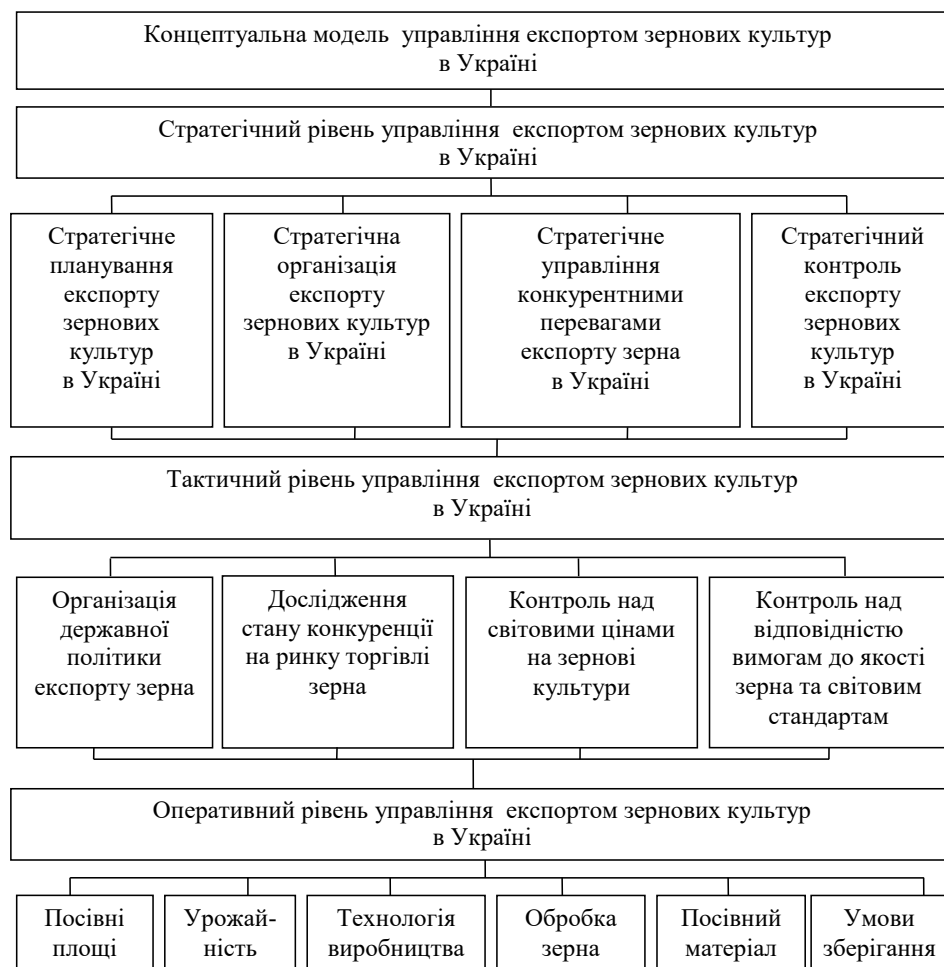 Концептуальна модель управління експортом зернових культур
в Україні
Стратегічний рівень управління експортом зернових культур
в Україні
Стратегічне
планування
експорту
зернових
культур
в Україні
Стратегічна
організація
експорту
зернових культур
в Україні
Стратегічне
управління
конкурентними
перевагами
експорту зерна
в Україні
Стратегічний
контроль
експорту
зернових
культур
в Україні
Тактичний рівень управління експортом зернових культур
в Україні
Організація
державної
політики
експорту зерна
Дослідження
стану конкуренції
на ринку торгівлі
зерна
Контроль над
світовими цінами
на зернові
культури
Контроль над
відповідністю
вимогам до якості
зерна та світовим
стандартам
Оперативний рівень управління експортом зернових культур
в Україні
Посівні
площі
Урожай-
ність
Технологія
виробництва
Обробка
зерна
Посівний
матеріал
Умови
зберігання